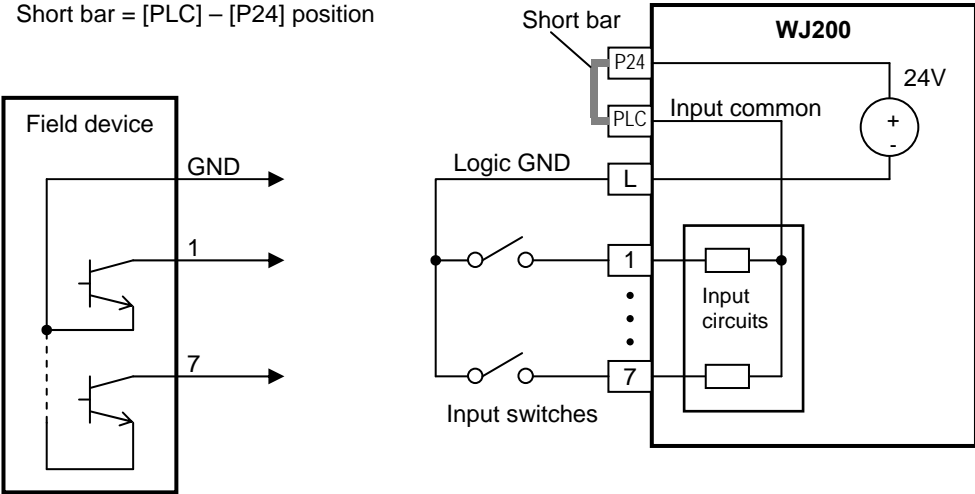 Short bar = [PLC] – [P24] position
Short bar
WJ200
P24
24V
PLC
Input common
+
-
Field device
Logic GND
GND
L
1
1
Input
circuits
7
7
Input switches